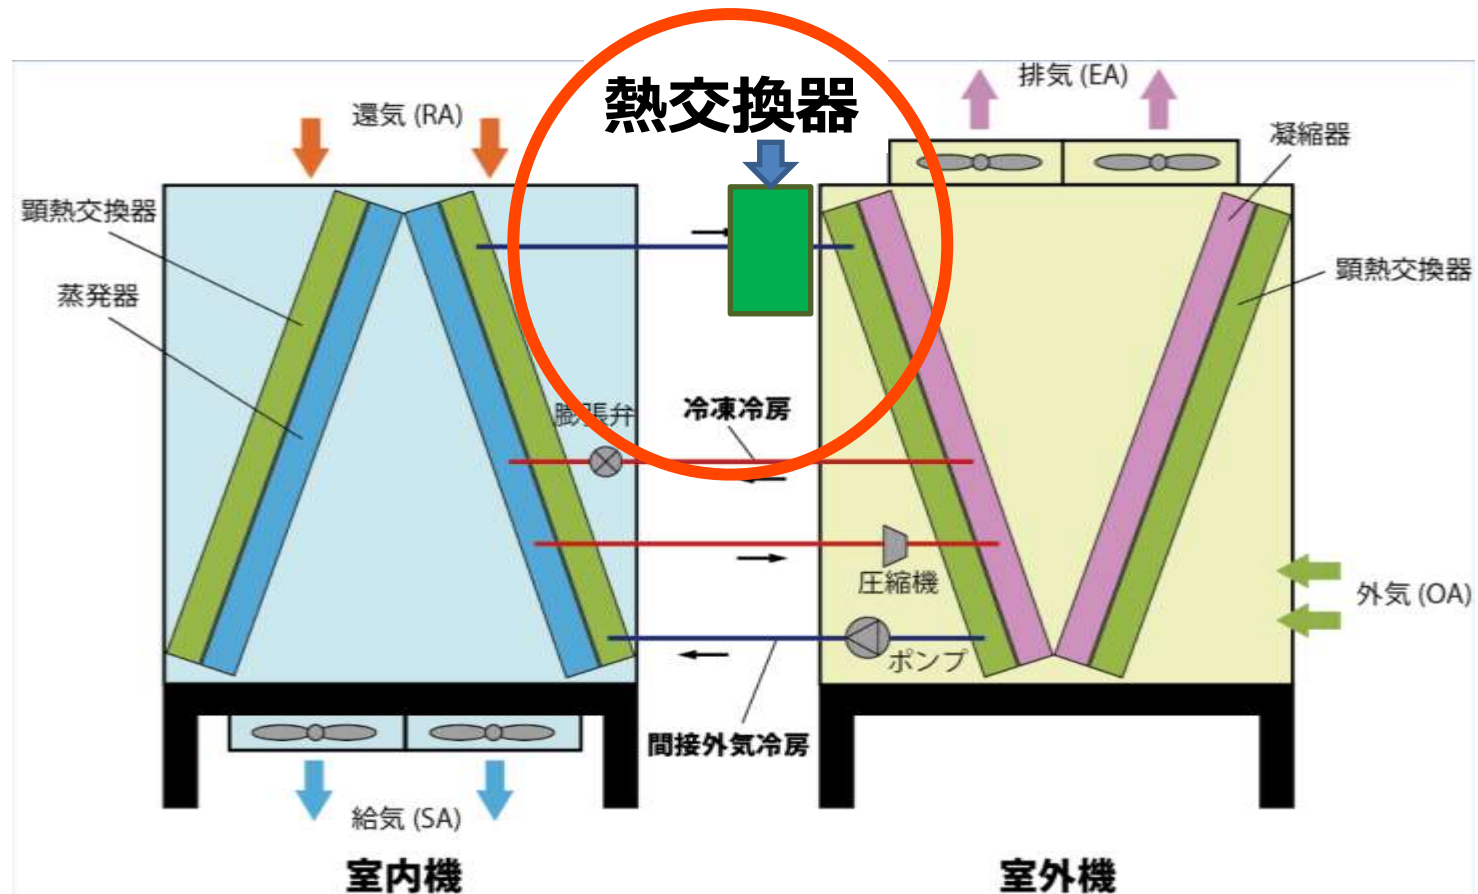 熱交換器
排気 (EA)
還気 (RA)
凝縮器
顕熱交換器
顕熱交換器
蒸発器
膨張弁
冷凍冷房
圧縮機
外気 (OA)
ポンプ
間接外気冷房
給気 (SA)
室内機
室外機